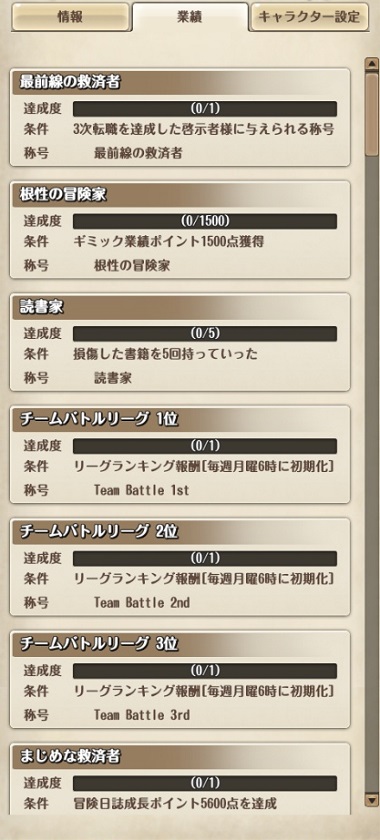 情報 業績 キャラクター設定
最前線の救済者
達成度 (0/1)
条件 3次転職を達成した啓示者様に与えられる称号
称号 最前線の救済者
根性の冒険家
達成度 (0/1500)
条件 ギミック業績ポイント1500点獲得
称号 根性の冒険家
読書家
達成度 (0/5)
条件 損傷した書籍を5回持っていった
称号 読書家
チームバトルリーグ 1位
達成度 (0/1)
条件 リーグランキング報酬[毎週月曜6時に初期化]
称号 Team Battle 1st
チームバトルリーグ 2位
達成度 (0/1)
条件 リーグランキング報酬[毎週月曜6時に初期化]
称号 Team Battle 2nd
チームバトルリーグ 3位
達成度 (0/1)
条件 リーグランキング報酬[毎週月曜6時に初期化]
称号 Team Battle 3rd
まじめな救済者
達成度 (0/1)
条件 冒険日誌成長ポイント5600点を達成